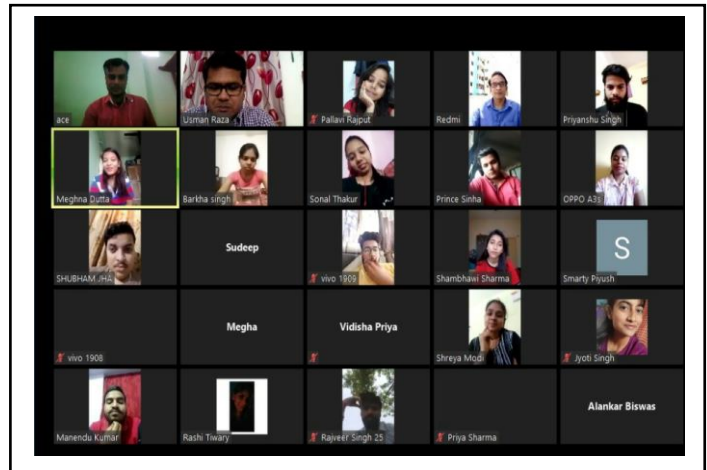 ace
Usman Raza
Pallavi Rajput
Redmi
Priyanshu Singh
Meghna Dutta
Barkha singh
Sonal Thakur
Prince Sinha
OPPO A3s
SHUBHAM JHA
Sudeep
vivo 1909
Shambhawi Sharma
S
Smarty Piyush
vivo 1908
Megha
Vidisha Priya
Shreya Modi
Jyoti Singh
Manendu Kumar
Rashi Tiwary
Rajveer Singh 25
Priya Sharma
Alankar Biswas